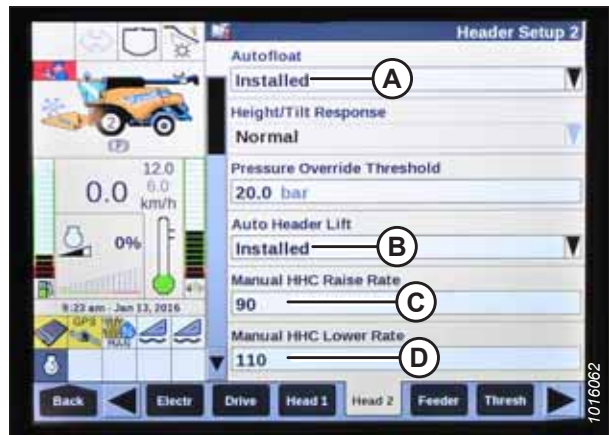 Header Setup 2
Autofloat
Installed
A
Height/Tilt Response
Normal
Pressure Override Threshold
20.0 bar
Auto Header Lift
Installed
B
Manual HHC Raise Rate
90
C
Manual HHC Lower Rate
110
D
(P)
12.0
0.0
6.0
km/h
0%
9:23 am - Jan 13, 2016
GPS
Back
Electr
Drive
Head 1
Head 2
Feeder
Thresh
1016062